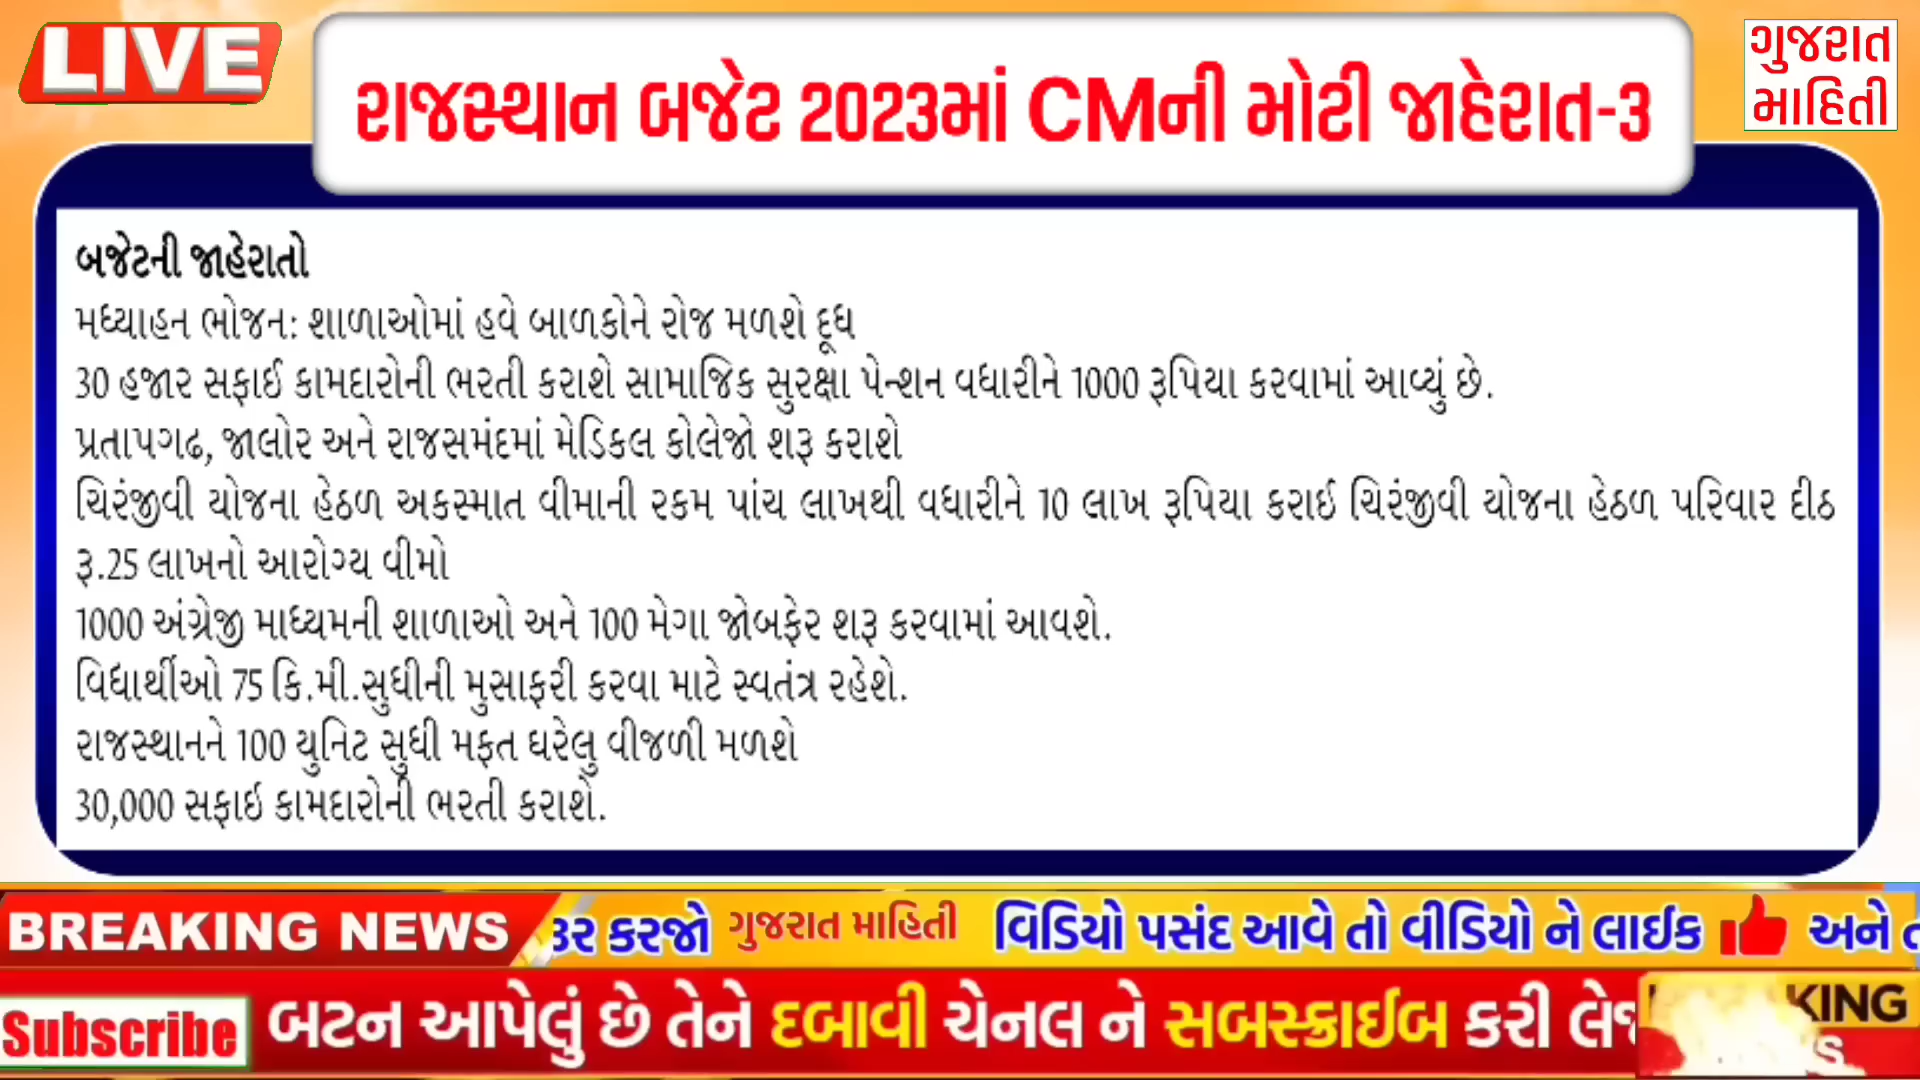 LIVE
રાજસ્થાન બજેટ 2023માં CMની મોટી જાહેરાત-૩
ગુજરાત
માહિતી
બજેટની જાહેરાતો
મધ્યાહન ભોજન: શાળાઓમાં હવે બાળકોને રોજ મળશે દૂધ
30 હજાર સફાઈ કામદારોની ભરતી કરાશે સામાજિક સુરક્ષા પેન્શન વધારીને 1000 રૂપિયા કરવામાં આવ્યું છે.
પ્રતાપગઢ, જાલોર અને રાજસમંદમાં મેડિકલ કોલેજો શરૂ કરાશે
ચિરંજીવી યોજના હેઠળ અકસ્માત વીમાની રકમ પાંચ લાખથી વધારીને 10 લાખ રૂપિયા કરાઈ ચિરંજીવી યોજના હેઠળ પરિવાર દીઠ
રૂ.25 લાખનો આરોગ્ય વીમો
1000 અંગ્રેજી માધ્યમની શાળાઓ અને 100 મેગા જોબફેર શરૂ કરવામાં આવશે.
વિદ્યાર્થીઓ 75 કિ.મી.સુધીની મુસાફરી કરવા માટે સ્વતંત્ર રહેશે.
રાજસ્થાનને 100 યુનિટ સુધી મફત ઘરેલુ વીજળી મળશે
30,000 સફાઇ કામદારોની ભરતી કરાશે.
BREAKING NEWS કરજો ગુજરાત માહિતી વિડિયો પસંદ આવે તો વીડિયો ને લાઈક અને
Subscribe બટન આપેલું છે તેને દબાવી ચેનલ ને સબસ્ક્રાઈબ કરી